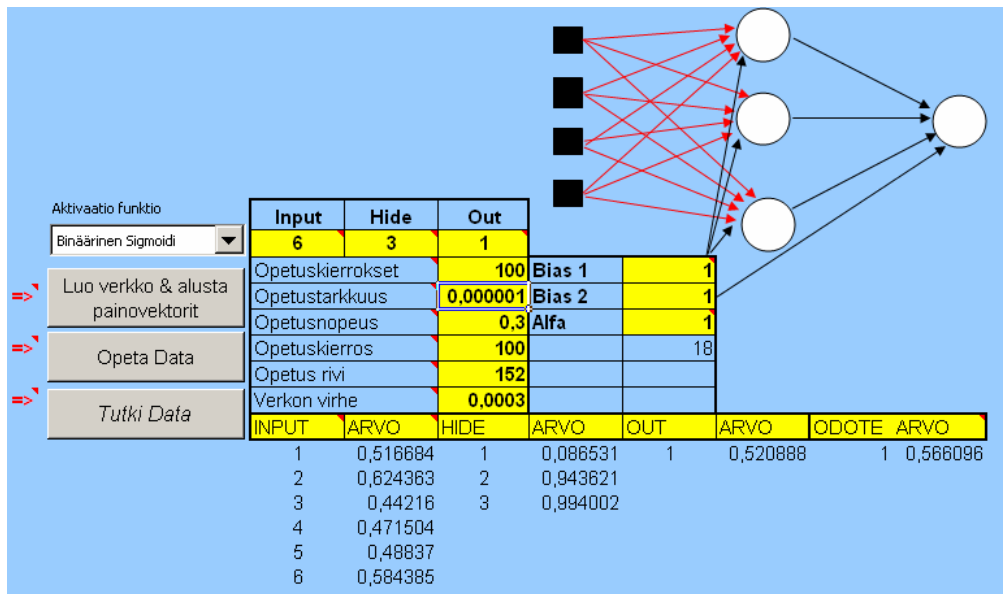 Aktivaatio funktio
Binäärinen Sigmoidi
=> Luo verkko & alusta painovektorit
=> Opeta Data
=> Tutki Data
Input Hide Out
6 3 1
Opetuskierrokset 100 Bias 1 1
Opetustarkkuus 0,000001 Bias 2 1
Opetusnopeus 0,3 Alfa 1
Opetuskierros 100 18
Opetus rivi 152
Verkon virhe 0,0003
INPUT ARVO HIDE ARVO OUT ARVO ODOTE ARVO
1 0,516684 1 0,086531 1 0,520888 1 0,566096
2 0,624363 2 0,943621
3 0,44216 3 0,994002
4 0,471504
5 0,48837
6 0,584385